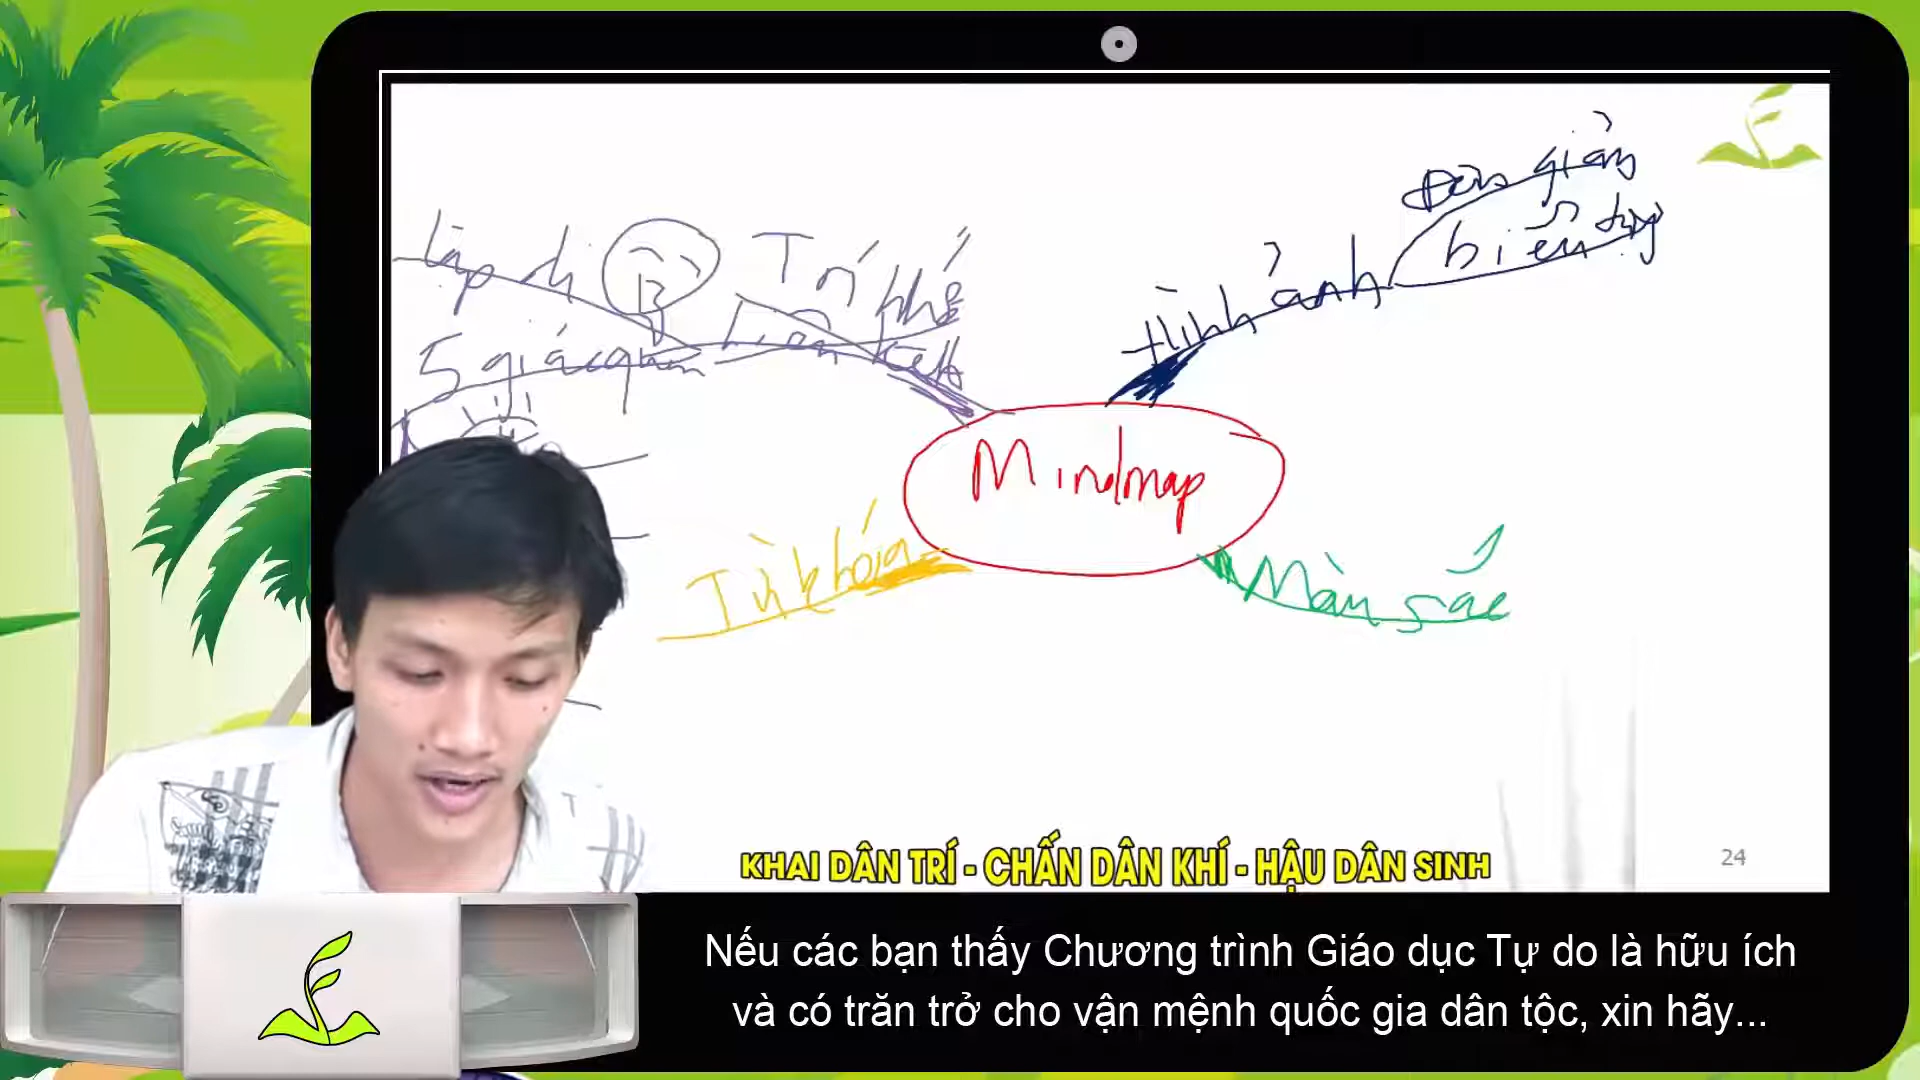 Đơn giản
biểu tượng
Hình ảnh
Trí nhớ
liên kết
5 giác quan
lặp đi
Mindmap
Từ khóa
Màu sắc
KHAI DÂN TRÍ - CHẤN DÂN KHÍ - HẬU DÂN SINH
24
Nếu các bạn thấy Chương trình Giáo dục Tự do là hữu ích
và có trăn trở cho vận mệnh quốc gia dân tộc, xin hãy...